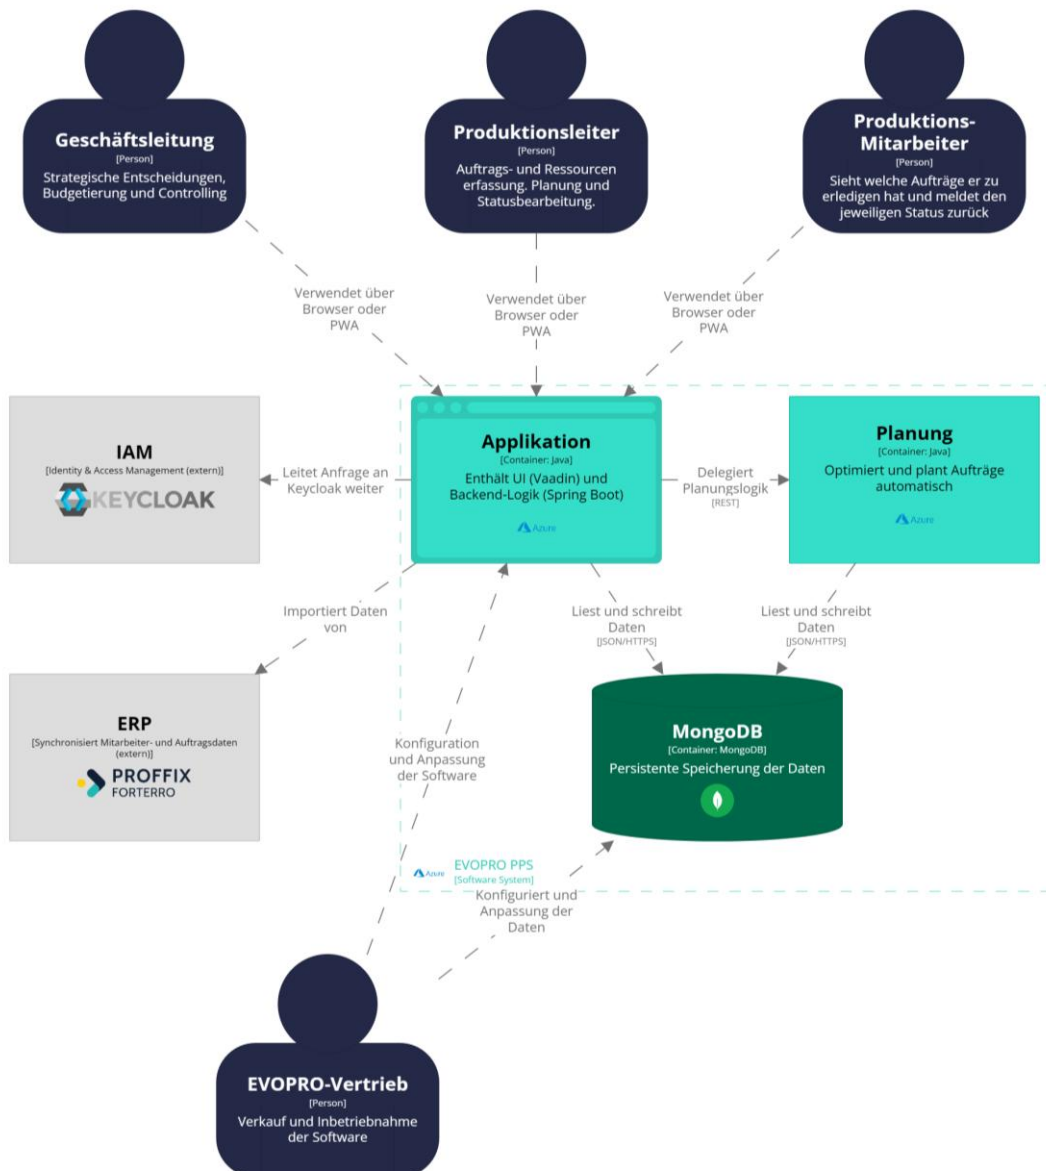 Geschäftsleitung
[Person]
Strategische Entscheidungen,
Budgetierung und Controlling
Produktionsleiter
[Person]
Auftrags- und Ressourcen
erfassung. Planung und
Statusbearbeitung.
Produktions-
Mitarbeiter
[Person]
Sieht welche Aufträge er zu
erledigen hat und meldet den
jeweiligen Status zurück
Verwendet über
Browser oder
PWA
Verwendet über
Browser oder
PWA
Verwendet über
Browser oder
PWA
IAM
[Identity & Access Management (extern)]
KEYCLOAK
Leitet Anfrage an
Keycloak weiter
Applikation
[Container: Java]
Enthält UI (Vaadin) und
Backend-Logik (Spring Boot)
Azure
Delegiert
Planungslogik
[REST]
Planung
[Container: Java]
Optimiert und plant Aufträge
automatisch
Azure
Importiert Daten
von
Liest und schreibt
Daten
[JSON/HTTPS]
Liest und schreibt
Daten
[JSON/HTTPS]
ERP
[Synchronisiert Mitarbeiter- und Auftragsdaten
(extern)]
PROFFIX
FORTERRO
Konfiguration
und Anpassung
der Software
MongoDB
[Container: MongoDB]
Persistente Speicherung der Daten
Azure
EVOPRO PPS
[Software System]
Konfiguriert und
Anpassung der
Daten
EVOPRO-Vertrieb
[Person]
Verkauf und Inbetriebnahme
der Software